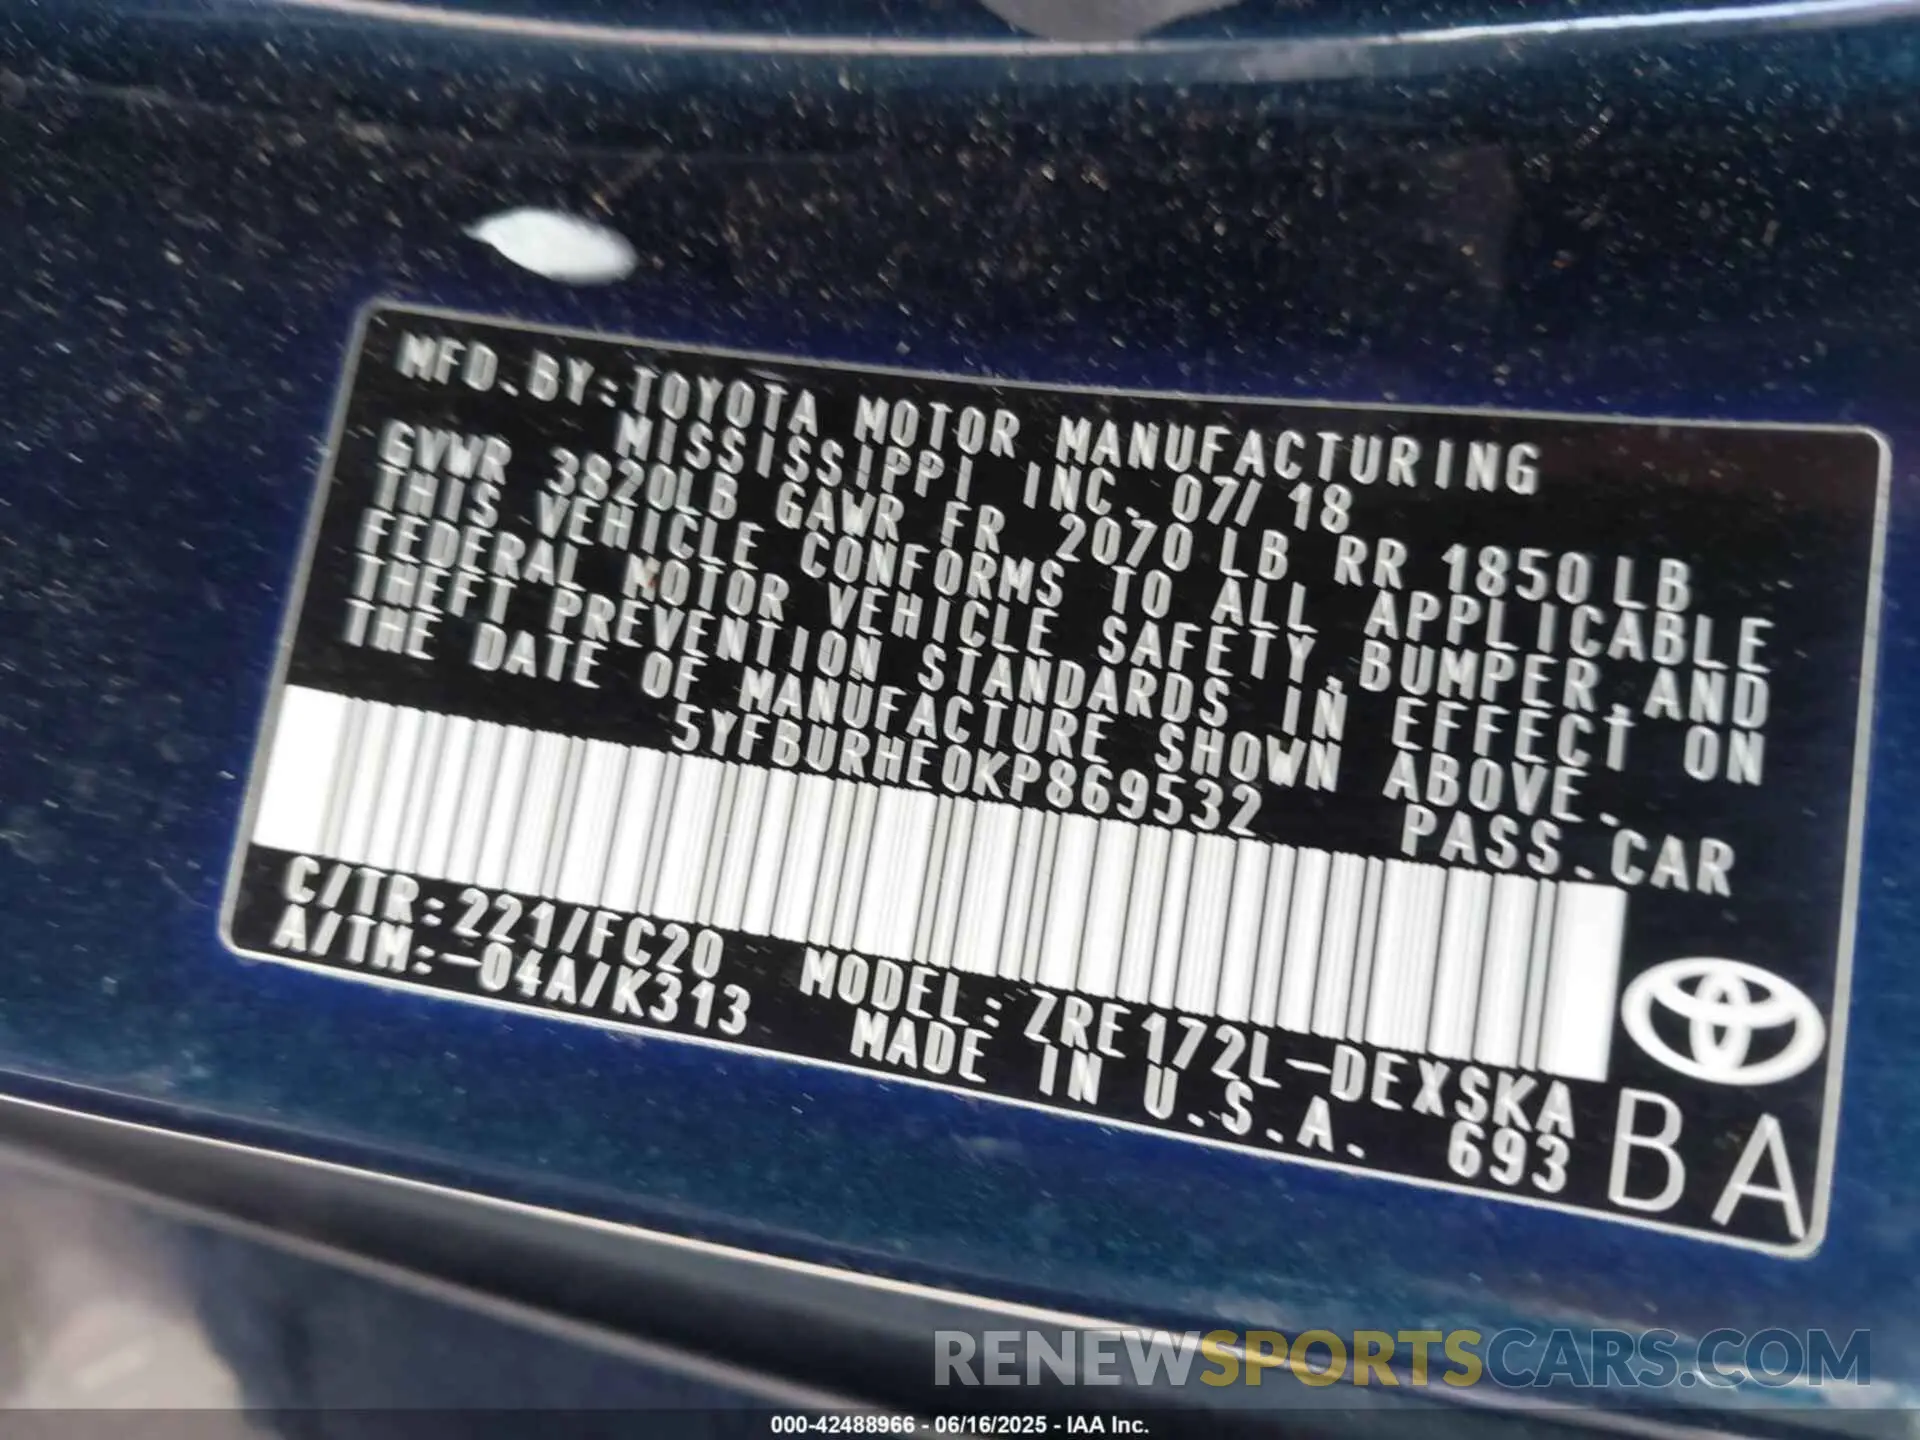 MFD.BY:TOYOTA MOTOR MANUFACTURING
MISSISSIPPI INC. 07/18
GVWR 3820LB GAWR FR 2070LB RR 1850LB
THIS VEHICLE CONFORMS TO ALL APPLICABLE
FEDERAL MOTOR VEHICLE SAFETY,BUMPER,AND
THEFT PREVENTION STANDARDS IN EFFECT ON
THE DATE OF MANUFACTURE SHOWN ABOVE.
5YFBURHE0KP869532 PASS.CAR
C/TR:221/FC20 MODEL:ZRE172L-DEXSKA
A/TM:-04A/K313 MADE IN U.S.A. 693
BA
RENEWSPORTSCARS.COM
000-42488966 - 06/16/2025 - IAA Inc.